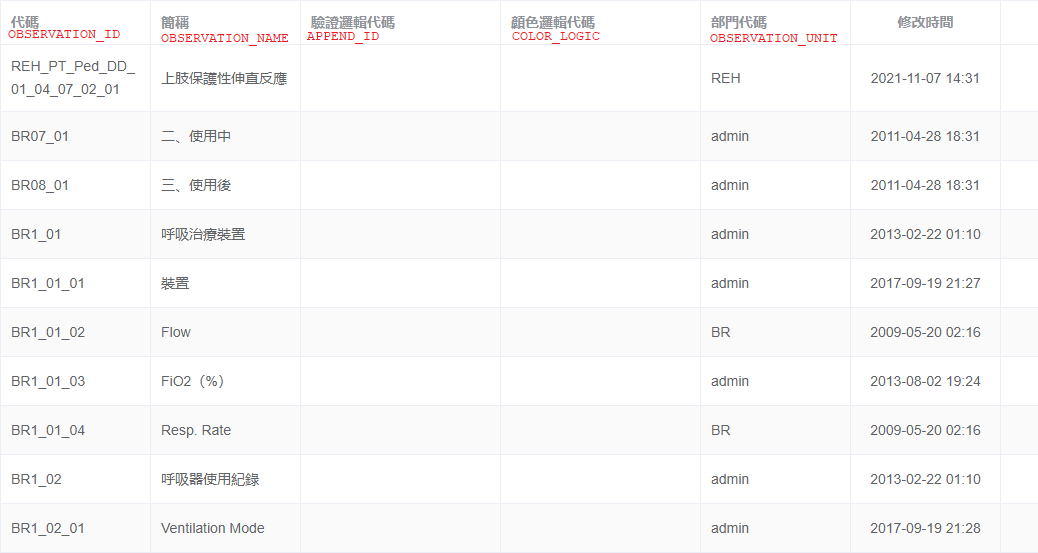 代碼 簡稱 驗證邏輯代碼 顏色邏輯代碼 部門代碼 修改時間
OBSERVATION_ID OBSERVATION_NAME APPEND_ID COLOR_LOGIC OBSERVATION_UNIT
REH_PT_Ped_DD_
01_04_07_02_01 上肢保護性伸直反應 REH 2021-11-07 14:31
BR07_01 二、使用中 admin 2011-04-28 18:31
BR08_01 三、使用後 admin 2011-04-28 18:31
BR1_01 呼吸治療裝置 admin 2013-02-22 01:10
BR1_01_01 裝置 admin 2017-09-19 21:27
BR1_01_02 Flow BR 2009-05-20 02:16
BR1_01_03 FiO2（%） admin 2013-08-02 19:24
BR1_01_04 Resp. Rate BR 2009-05-20 02:16
BR1_02 呼吸器使用紀錄 admin 2013-02-22 01:10
BR1_02_01 Ventilation Mode admin 2017-09-19 21:28